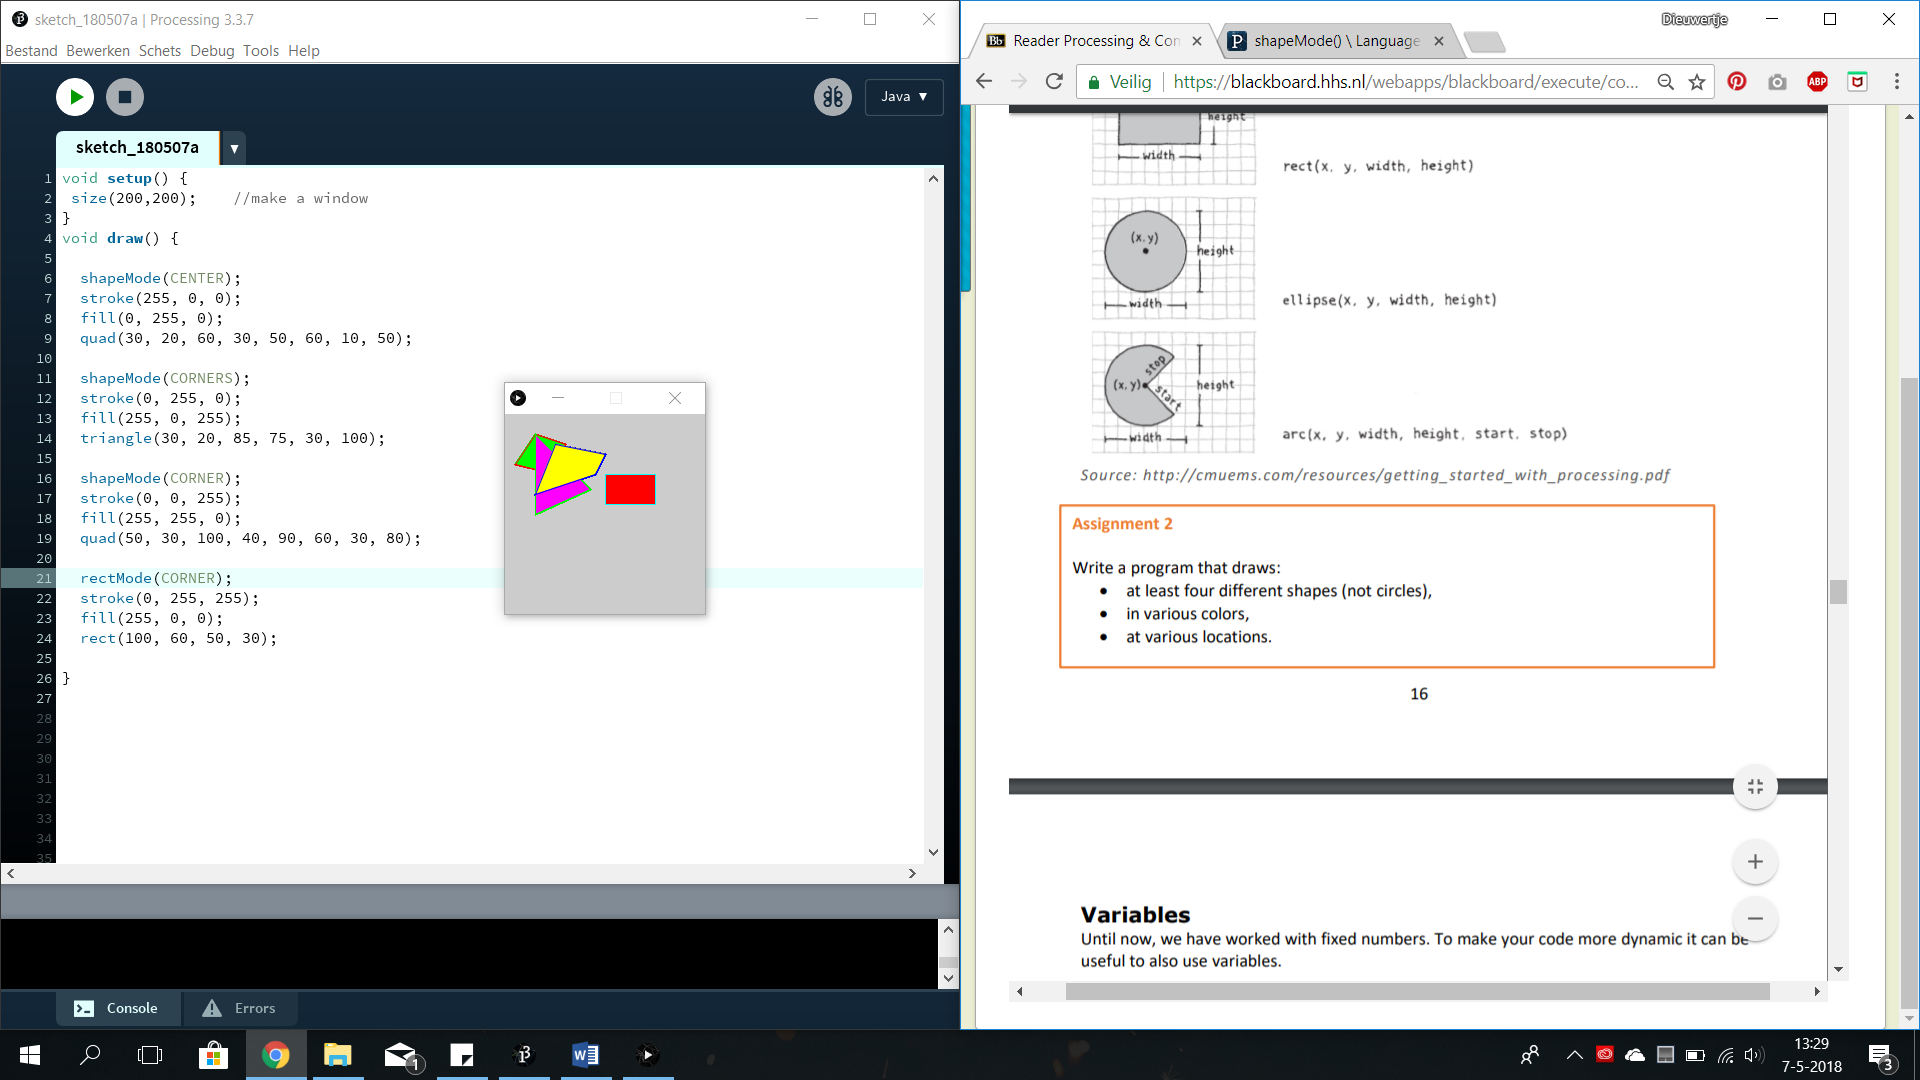 sketch_180507a | Processing 3.3.7
Bestand Bewerken Schets Debug Tools Help
Java ▼
sketch_180507a
▼
1 void setup() {
2 size(200,200); //make a window
3 }
4 void draw() {
5
6 shapeMode(CENTER);
7 stroke(255, 0, 0);
8 fill(0, 255, 0);
9 quad(30, 20, 60, 30, 50, 60, 10, 50);
10
11 shapeMode(CORNERS);
12 stroke(0, 255, 0);
13 fill(255, 0, 255);
14 triangle(30, 20, 85, 75, 30, 100);
15
16 shapeMode(CORNER);
17 stroke(0, 0, 255);
18 fill(255, 255, 0);
19 quad(50, 30, 100, 40, 90, 60, 30, 80);
20
21 rectMode(CORNER);
22 stroke(0, 255, 255);
23 fill(255, 0, 0);
24 rect(100, 60, 50, 30);
25
26 }
27
28
29
30
31
32
33
34
35
Console
Errors
Dieuwertje
Bb Reader Processing & Con
P shapeMode() \ Language
Veilig https://blackboard.hhs.nl/webapps/blackboard/execute/co...
ABP
height
width
rect(x, y, width, height)
(x, y)
height
width
ellipse(x, y, width, height)
stop
(x, y)
start
height
width
arc(x, y, width, height, start, stop)
Source: http://cmuems.com/resources/getting_started_with_processing.pdf
Assignment 2
Write a program that draws:
• at least four different shapes (not circles),
• in various colors,
• at various locations.
16
Variables
Until now, we have worked with fixed numbers. To make your code more dynamic it can be
useful to also use variables.
1
13:29
7-5-2018
3